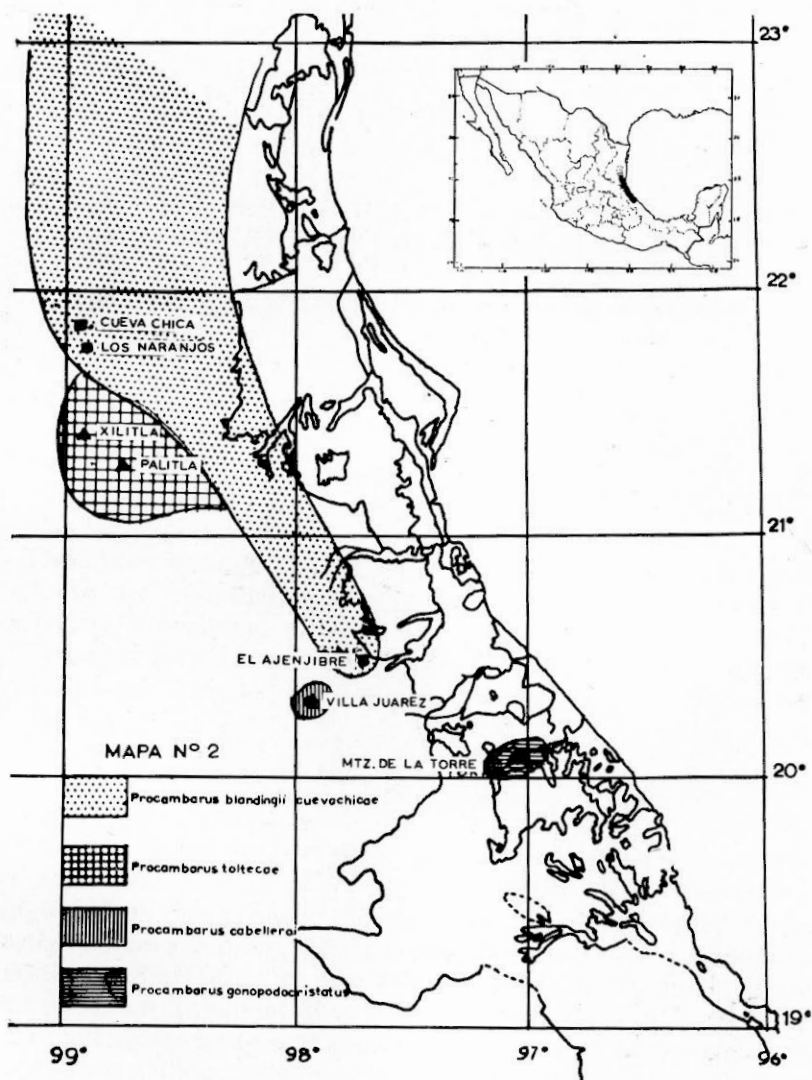 23°
22°
CUEVA CHICA
LOS NARANJOS
XILITLA
PALITLA
21°
EL AJENJIBRE
VILLA JUAREZ
MAPA Nº 2
MTZ. DE LA TORRE
20°
Procambarus blandingii cuevachicae
Procambarus toltecae
Procambarus caballeroi
Procambarus gonopodocristatus
19°
99°
98°
97°
96°